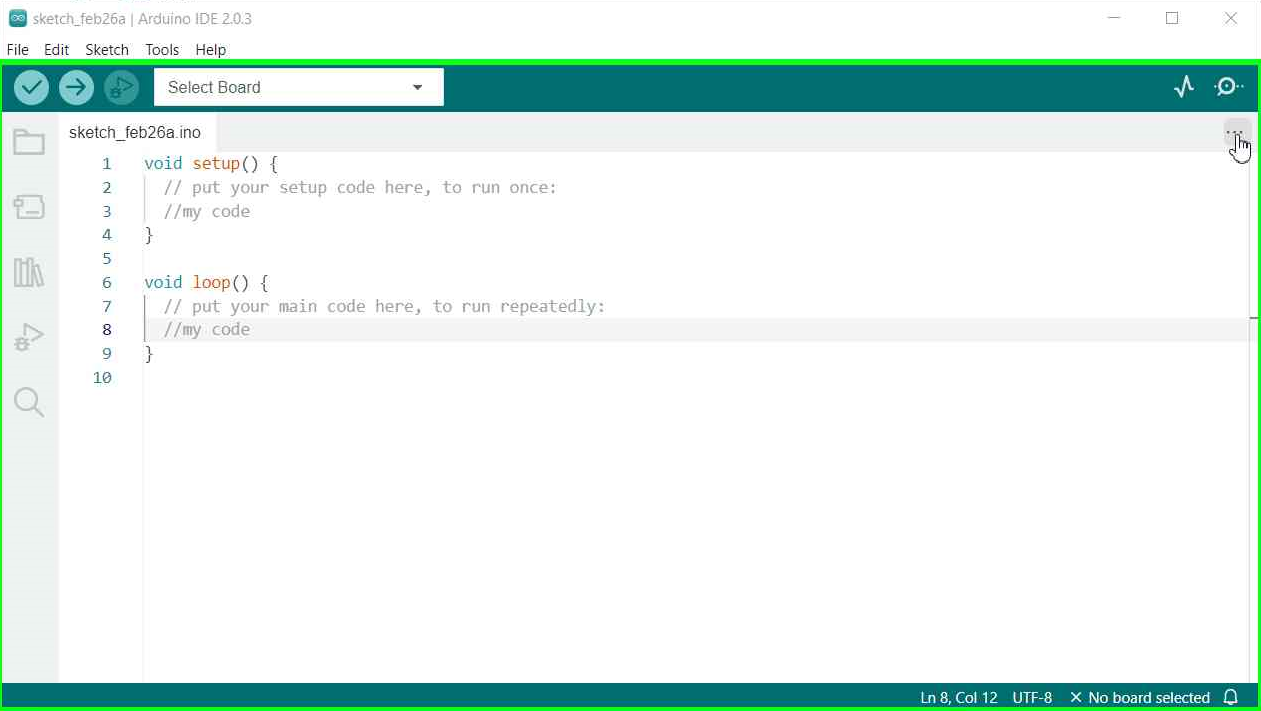 sketch_feb26a | Arduino IDE 2.0.3
File Edit Sketch Tools Help
Select Board
sketch_feb26a.ino
1 void setup() {
2 // put your setup code here, to run once:
3 //my code
4 }
5
6 void loop() {
7 // put your main code here, to run repeatedly:
8 //my code
9 }
10
Ln 8, Col 12 UTF-8 × No board selected